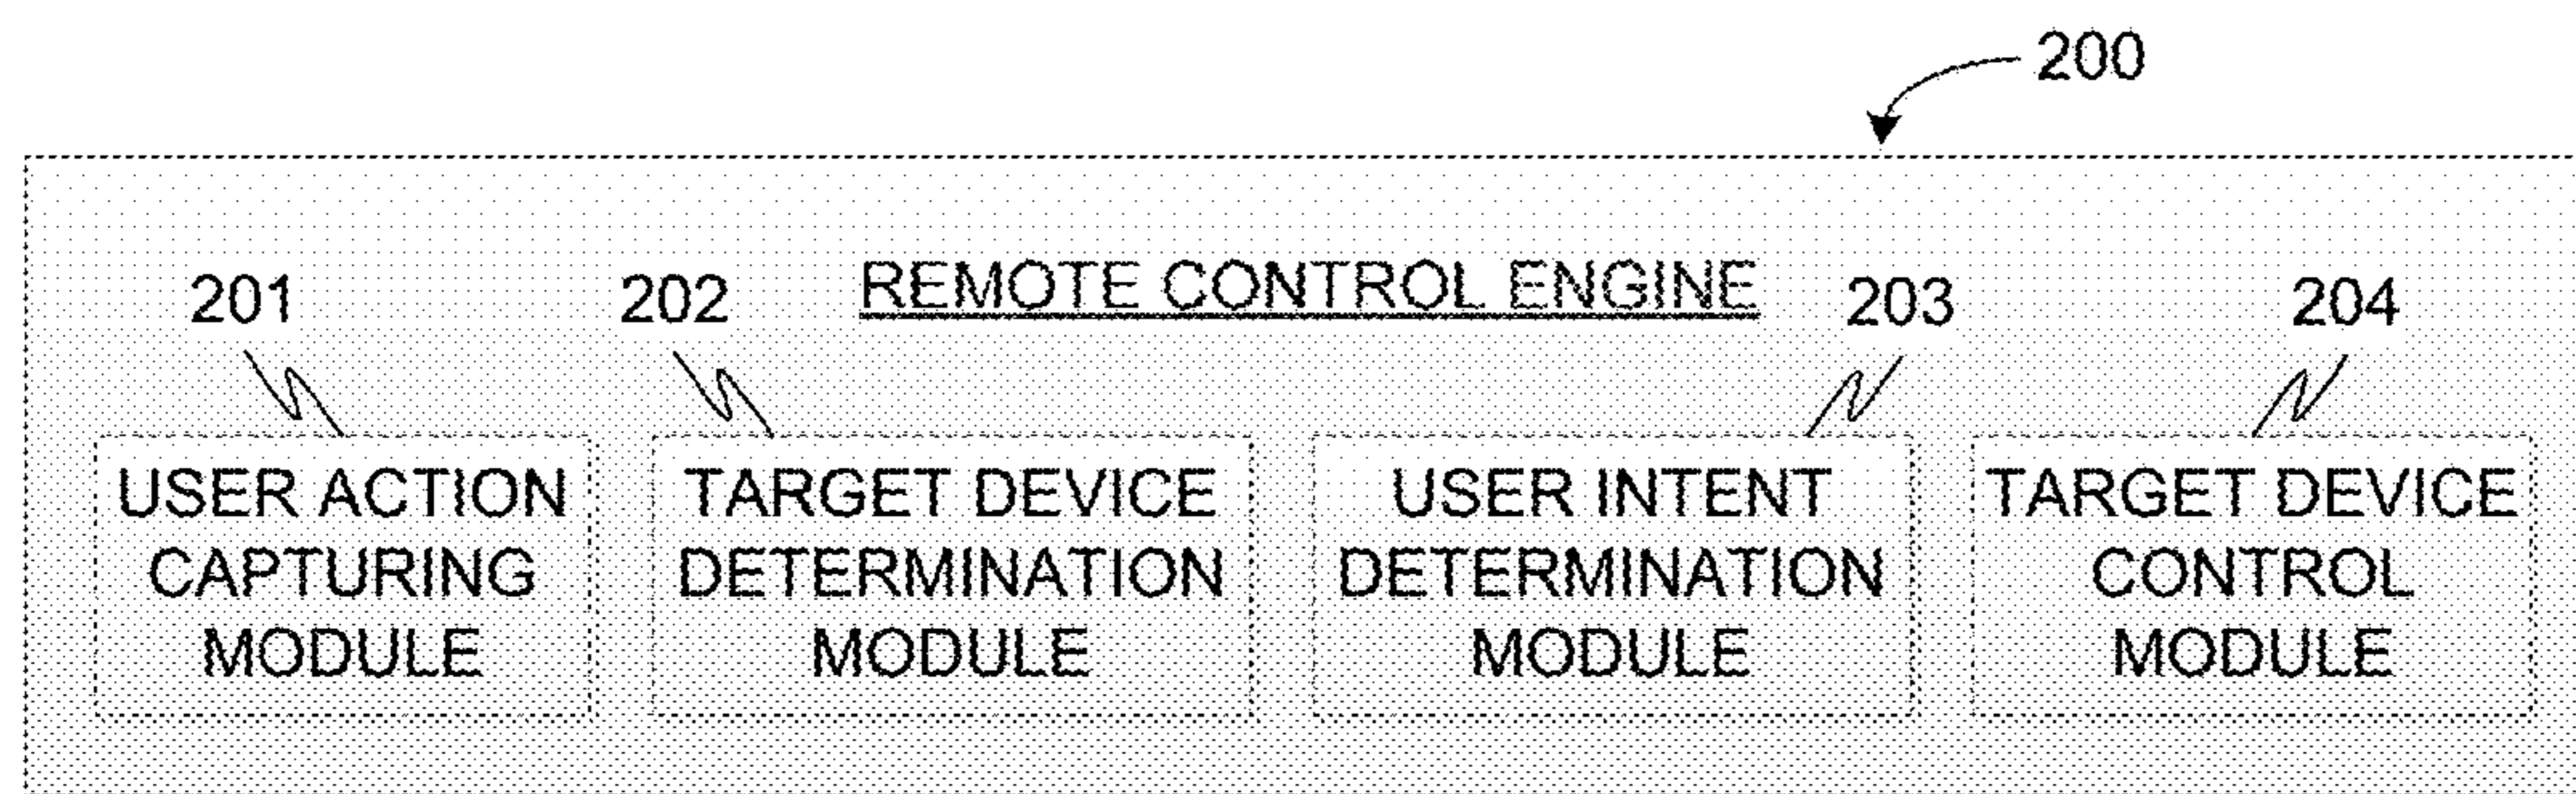 200
REMOTE CONTROL ENGINE
201
202
203
204
USER ACTION
CAPTURING
MODULE
TARGET DEVICE
DETERMINATION
MODULE
USER INTENT
DETERMINATION
MODULE
TARGET DEVICE
CONTROL
MODULE